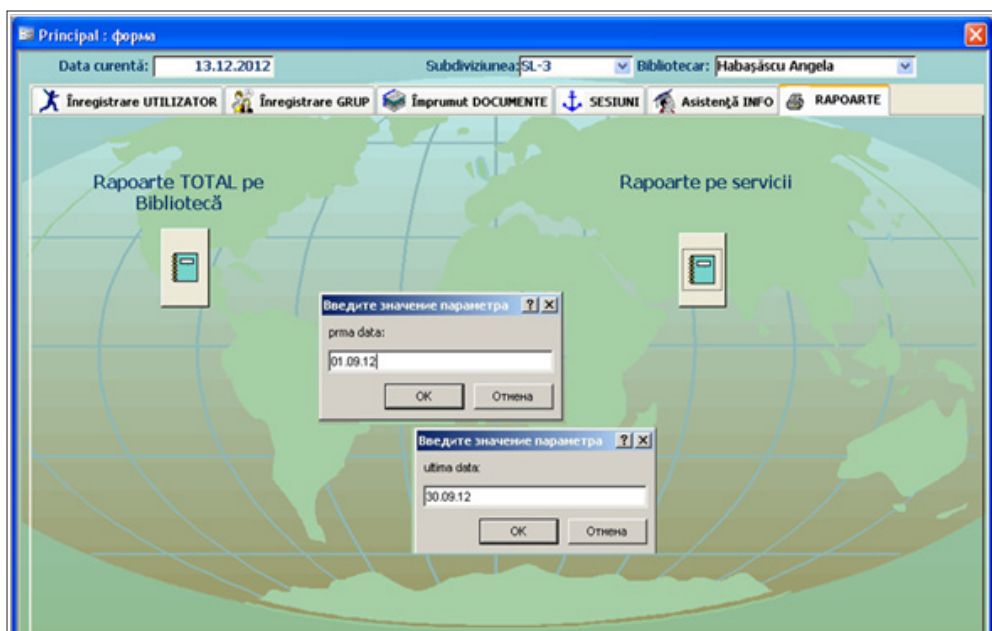 Principal : форма
Data curentă: 13.12.2012 Subdiviziunea: SL-3 Bibliotecar: Habaşăscu Angela
Înregistrare UTILIZATOR Înregistrare GRUP Împrumut DOCUMENTE SESIUNI Asistenţă INFO RAPOARTE
Rapoarte TOTAL pe
Bibliotecă
Rapoarte pe servicii
Введите значение параметра
prma data:
01.09.12
OK Отмена
Введите значение параметра
ultima data:
30.09.12
OK Отмена